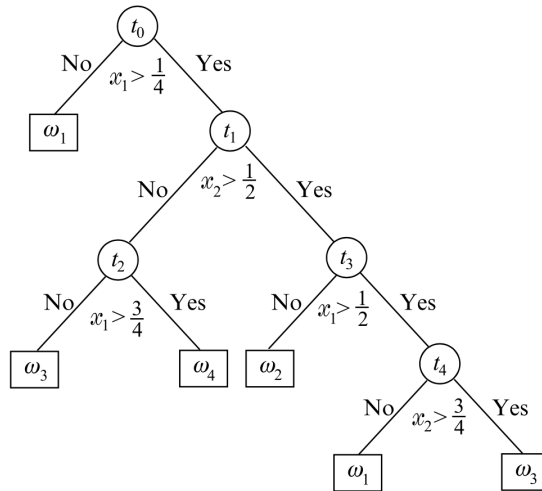 t₀
No Yes
x₁ > 1/4
ω₁
t₁
No Yes
x₂ > 1/2
t₂
t₃
No Yes
x₁ > 3/4
No Yes
x₁ > 1/2
ω₃
ω₄
ω₂
t₄
No Yes
x₂ > 3/4
ω₁
ω₃